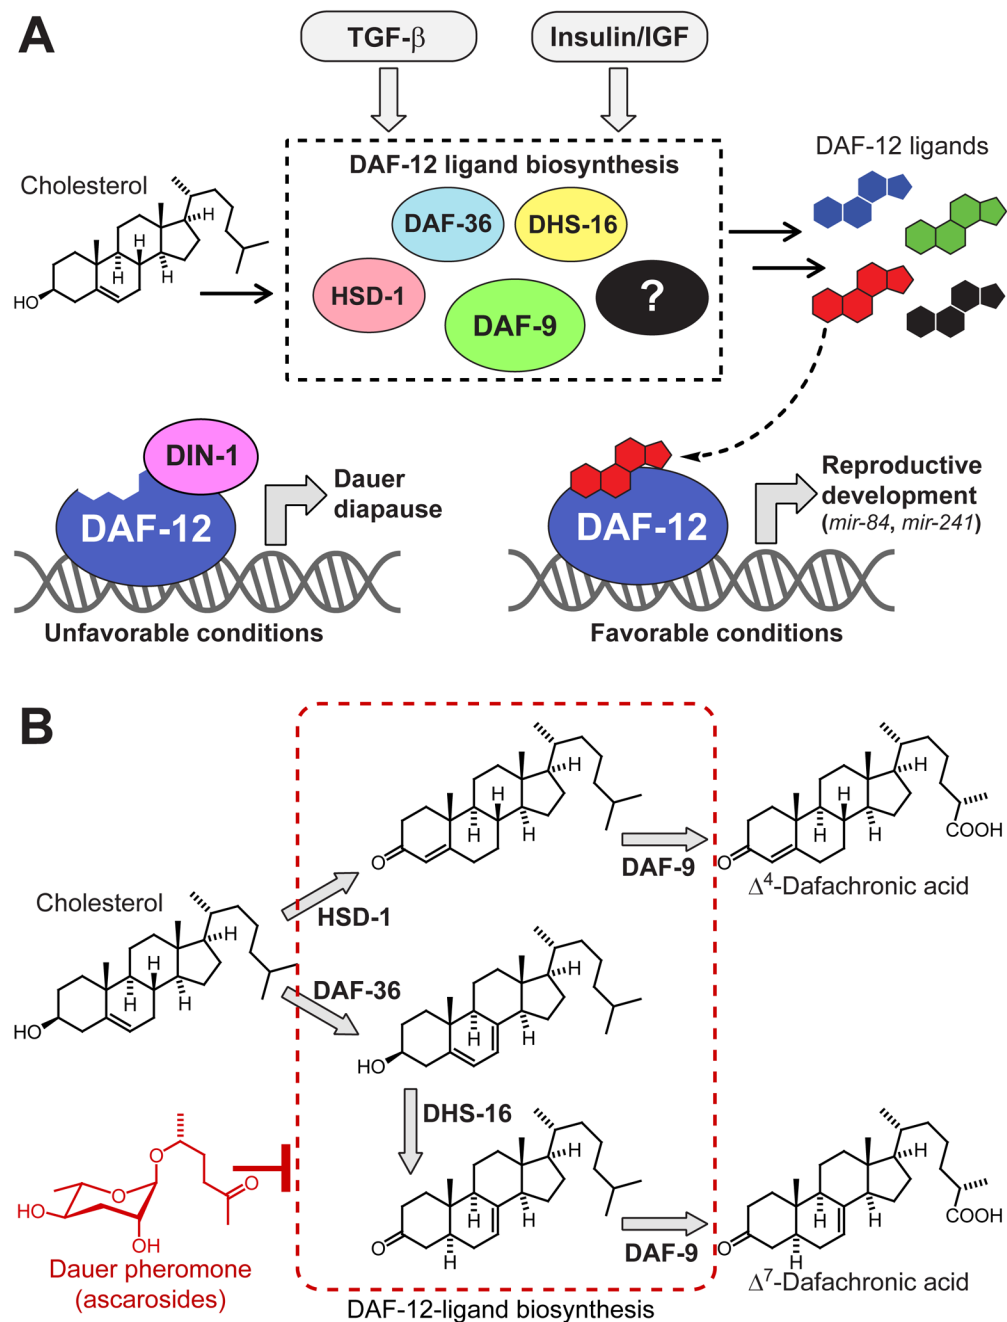 A
TGF-β
Insulin/IGF
DAF-12 ligand biosynthesis
DAF-12 ligands
Cholesterol
DAF-36
DHS-16
HSD-1
DAF-9
?
H
H
H
HO
DIN-1
DAF-12
Dauer
diapause
Unfavorable conditions
DAF-12
Reproductive
development
(mir-84, mir-241)
Favorable conditions
B
Cholesterol
H
H
H
HO
HSD-1
DAF-36
H
H
H
H
O
DAF-9
H
H
H
H
O
COOH
Δ⁴-Dafachronic acid
H
H
H
HO
DHS-16
H
H
H
H
O
DAF-9
H
H
H
H
O
COOH
Δ⁷-Dafachronic acid
O
O
O
HO
OH
Dauer pheromone
(ascarosides)
DAF-12-ligand biosynthesis